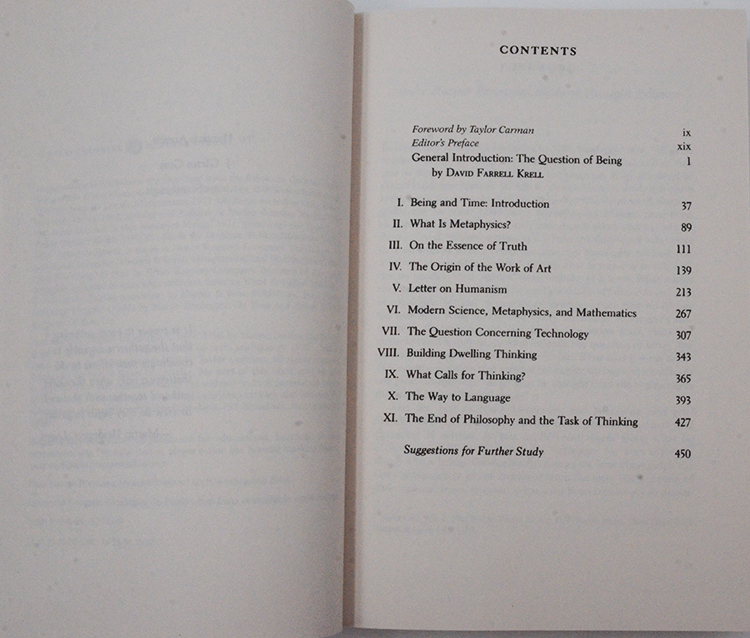 CONTENTS
Foreword by Taylor Carman ix
Editor's Preface xix
General Introduction: The Question of Being 1
by DAVID FARRELL KRELL
I. Being and Time: Introduction 37
II. What Is Metaphysics? 89
III. On the Essence of Truth 111
IV. The Origin of the Work of Art 139
V. Letter on Humanism 213
VI. Modern Science, Metaphysics, and Mathematics 267
VII. The Question Concerning Technology 307
VIII. Building Dwelling Thinking 343
IX. What Calls for Thinking? 365
X. The Way to Language 393
XI. The End of Philosophy and the Task of Thinking 427
Suggestions for Further Study 450